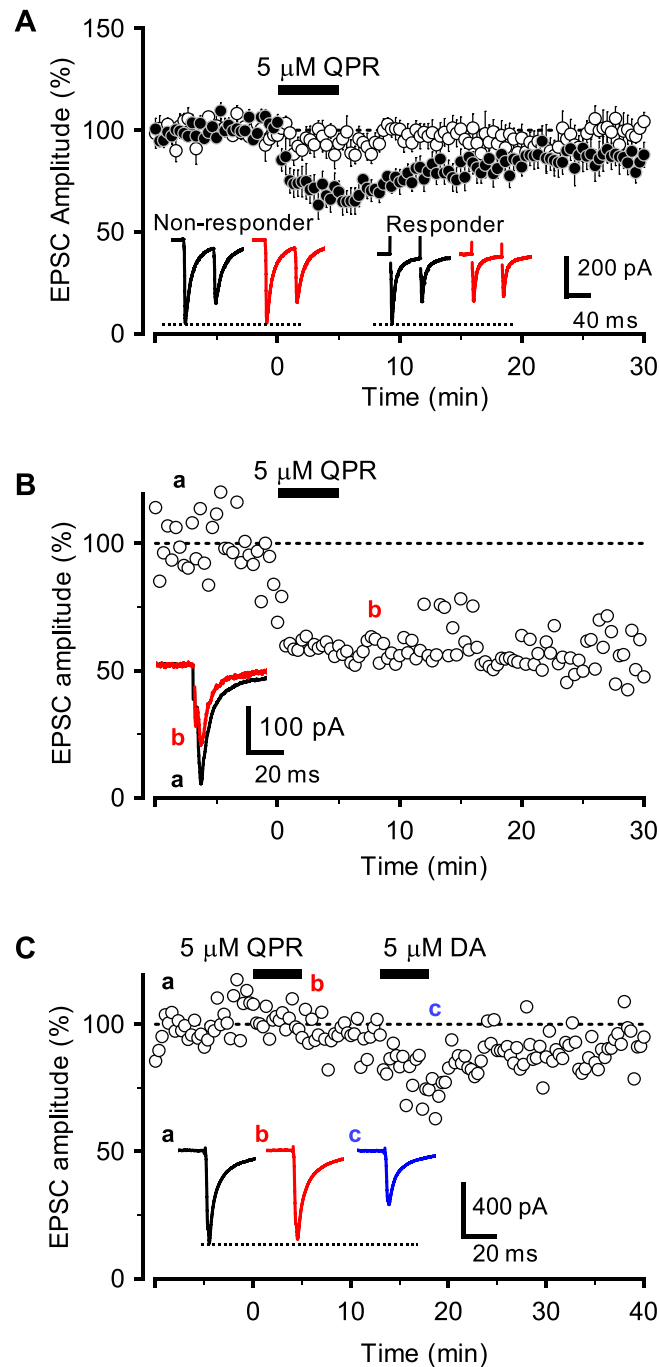 A
EPSC Amplitude (%)
150
100
50
0
5 μM QPR
Non-responder
Responder
200 pA
40 ms
0 10 20 30
Time (min)
B
EPSC amplitude (%)
100
50
0
a
5 μM QPR
b
b
a
100 pA
20 ms
0 10 20 30
Time (min)
C
EPSC amplitude (%)
100
50
0
5 μM QPR 5 μM DA
a b
c
a b c
400 pA
20 ms
0 10 20 30 40
Time (min)